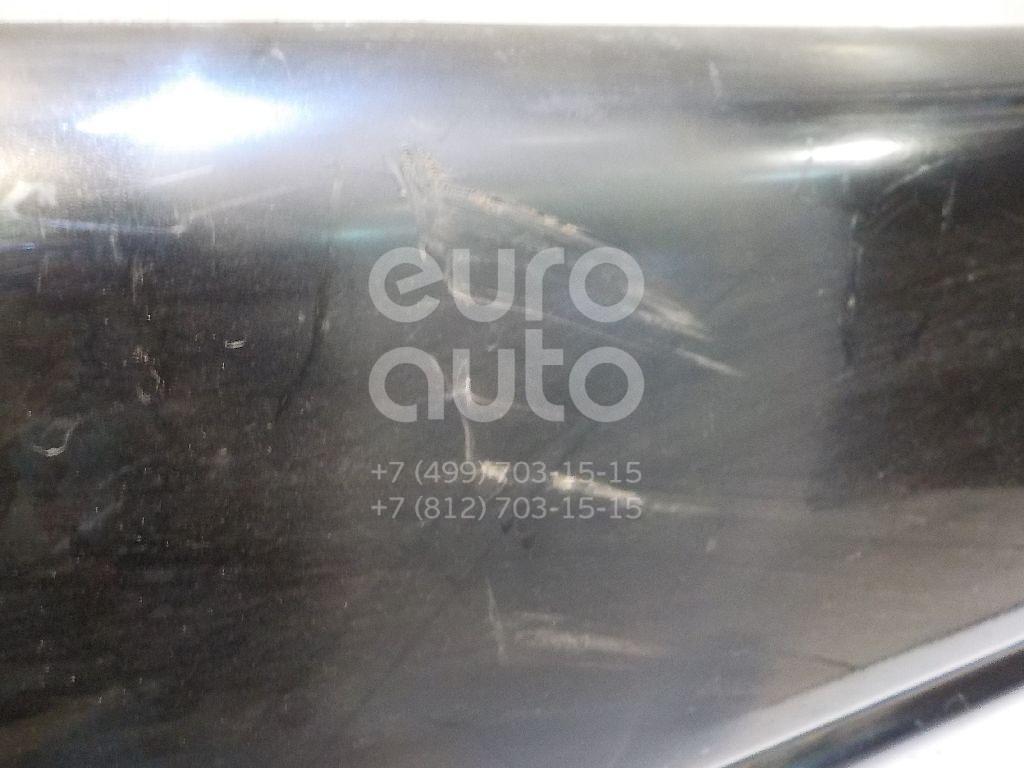 euro
auto
+7 (499) 703-15-15
+7 (812) 703-15-15